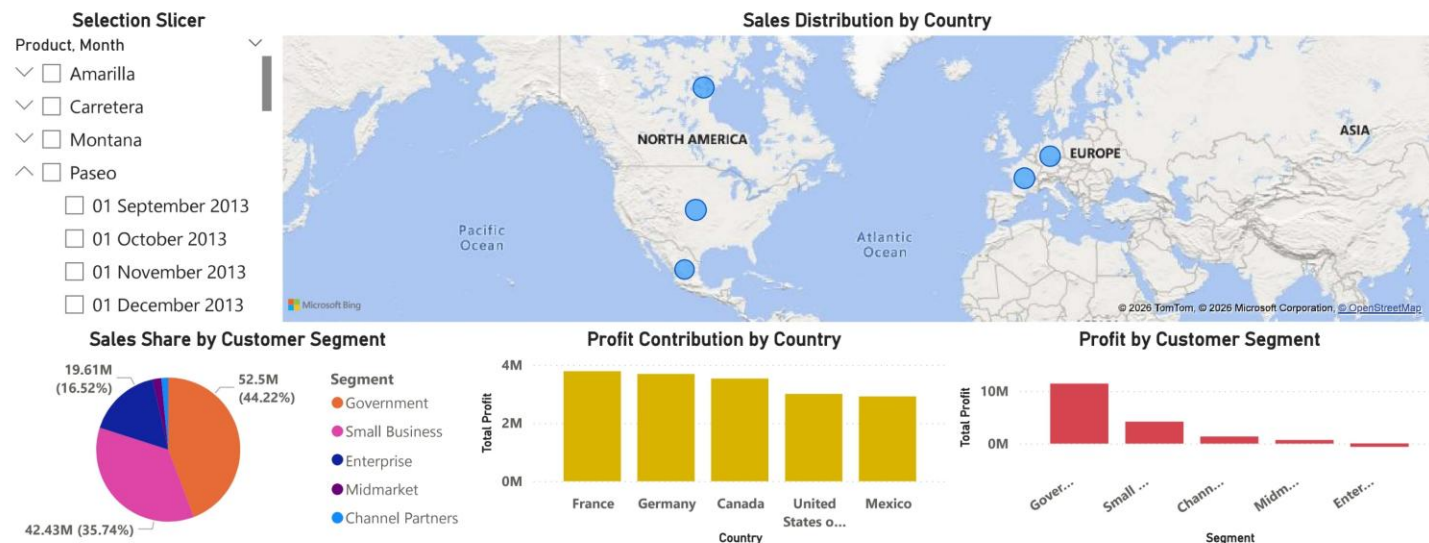 Selection Slicer
Product, Month
Amarilla
Carretera
Montana
Paseo
01 September 2013
01 October 2013
01 November 2013
01 December 2013
Sales Distribution by Country
NORTH AMERICA
EUROPE
ASIA
Pacific
Ocean
Atlantic
Ocean
Microsoft Bing
© 2026 TomTom, © 2026 Microsoft Corporation, © OpenStreetMap
Sales Share by Customer Segment
19.61M
(16.52%)
52.5M
(44.22%)
42.43M (35.74%)
Segment
Government
Small Business
Enterprise
Midmarket
Channel Partners
Profit Contribution by Country
Total Profit
4M
2M
0M
France
Germany
Canada
United
States o...
Mexico
Country
Profit by Customer Segment
Total Profit
10M
0M
Gover...
Small ...
Chann...
Midm...
Enter...
Segment